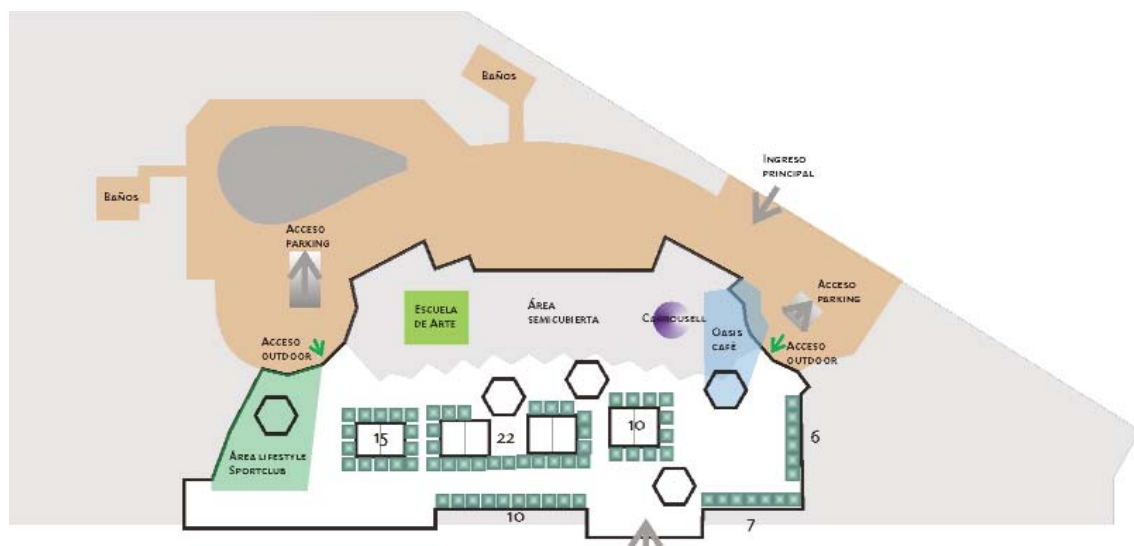 Baños
Ingreso
principal
Baños
Acceso
parking
Acceso
parking
Escuela
de Arte
Área
semicubierta
Carrousell
Oasis
café
Acceso
outdoor
Acceso
outdoor
15
22
10
6
Área lifestyle
Sportclub
10
7